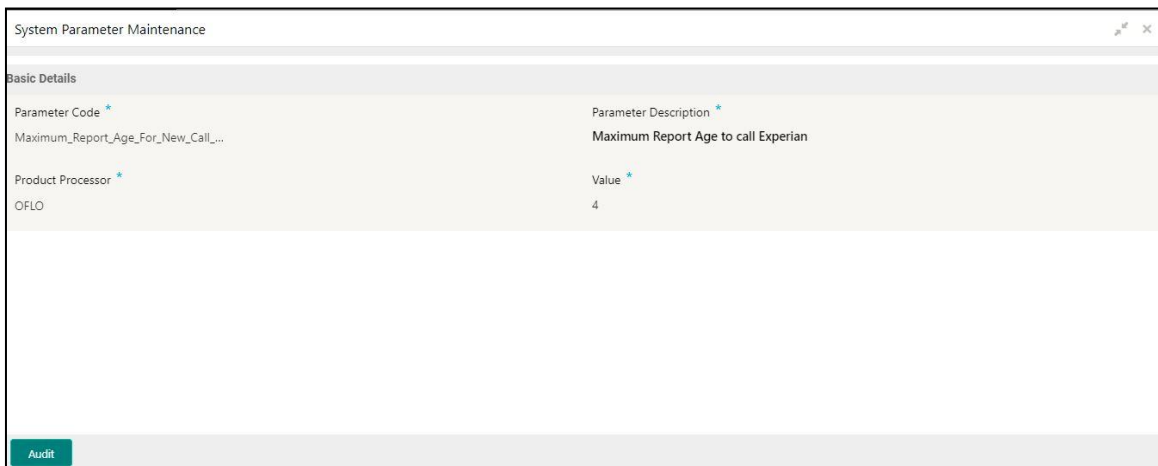 System Parameter Maintenance
Basic Details
Parameter Code *
Parameter Description *
Maximum_Report_Age_For_New_Call_...
Maximum Report Age to call Experian
Product Processor *
Value *
OFLO
4
Audit